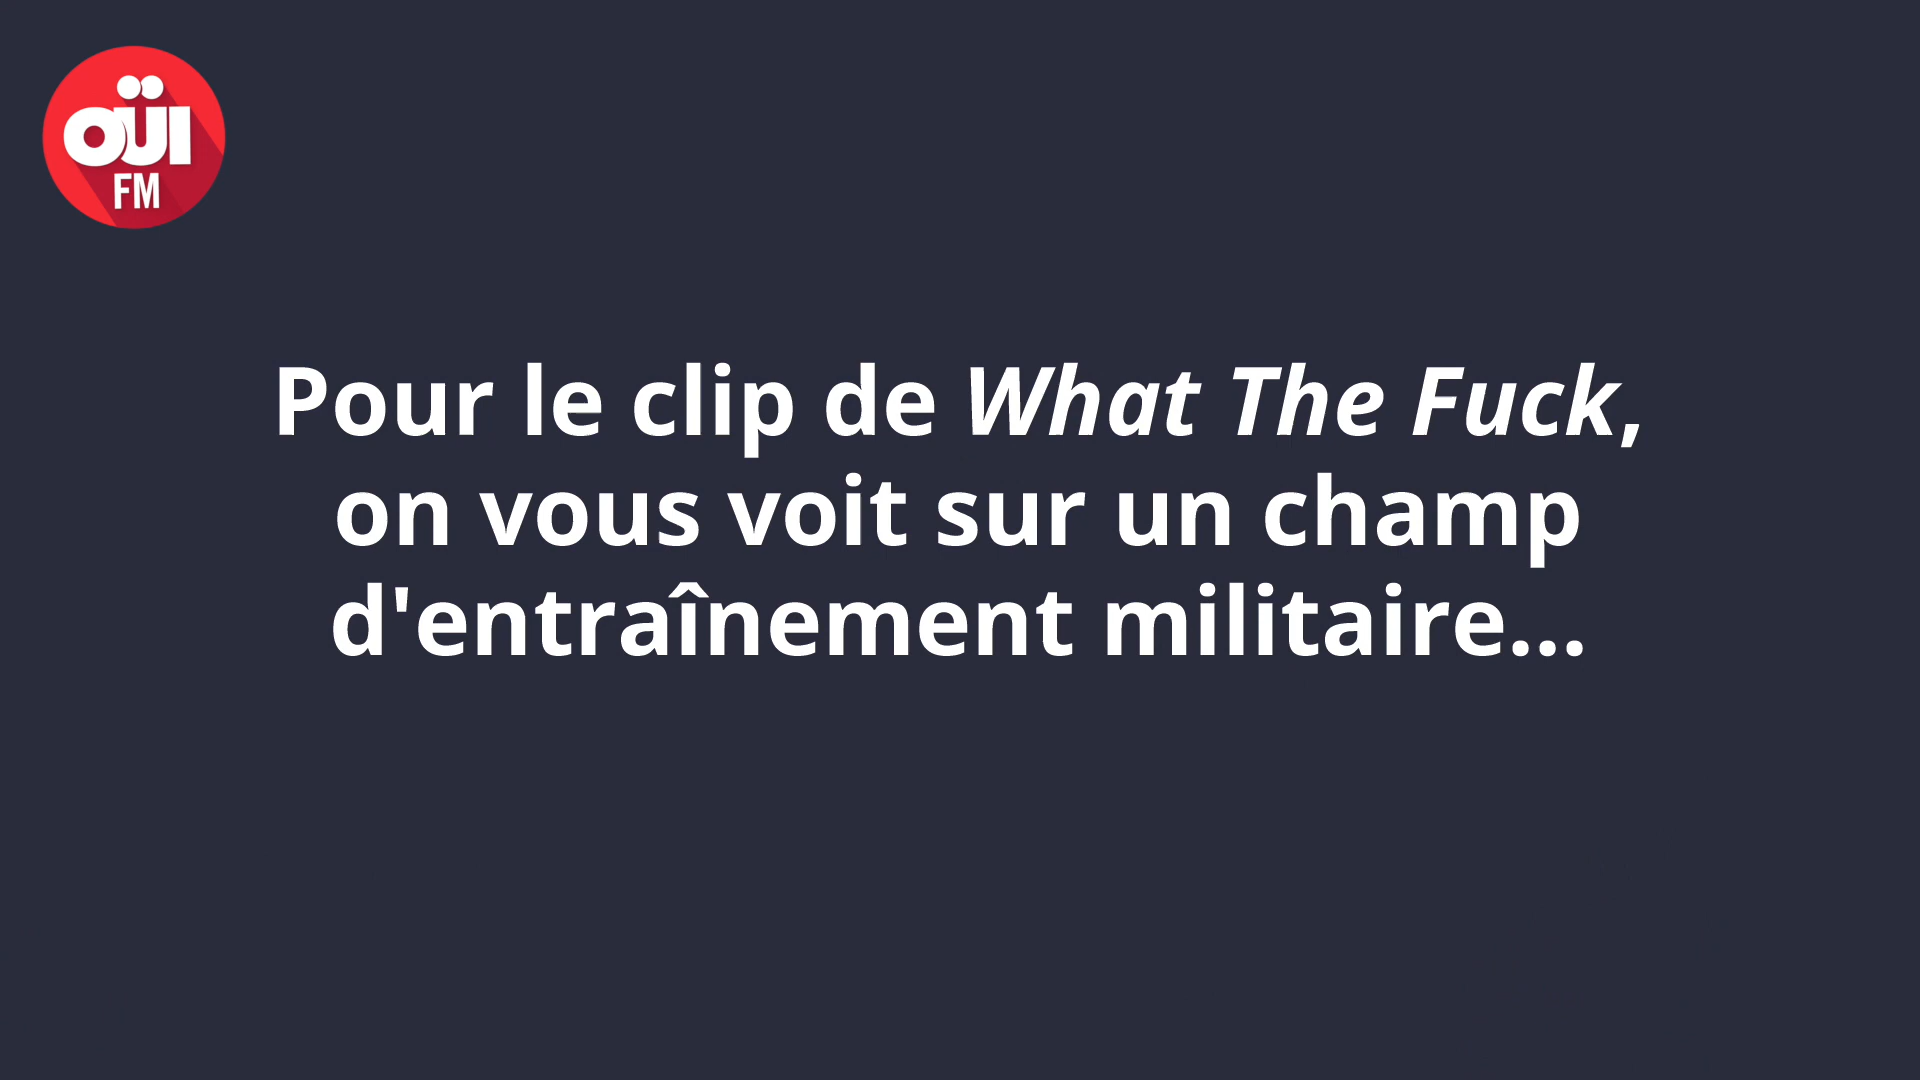 OÜI
FM
Pour le clip de What The Fuck,
on vous voit sur un champ
d'entraînement militaire...